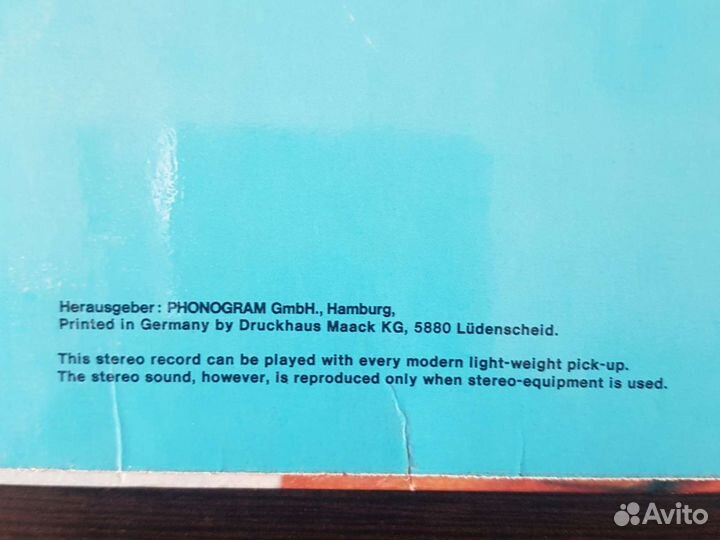 Herausgeber: PHONOGRAM GmbH., Hamburg,
Printed in Germany by Druckhaus Maack KG, 5880 Lüdenscheid.
This stereo record can be played with every modern light-weight pick-up.
The stereo sound, however, is reproduced only when stereo-equipment is used.
Avito